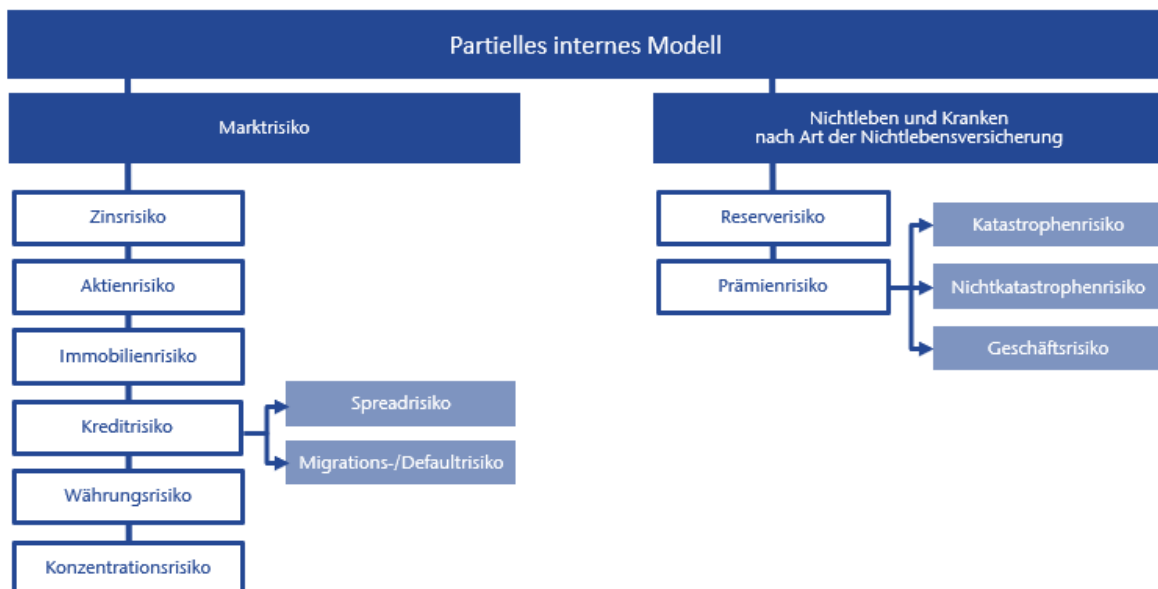 Partielles internes Modell
Marktrisiko
Nichtleben und Kranken
nach Art der Nichtlebensversicherung
Zinsrisiko
Aktienrisiko
Immobilienrisiko
Kreditrisiko
Währungsrisiko
Konzentrationsrisiko
Spreadrisiko
Migrations-/Defaultrisiko
Reserverisiko
Prämienrisiko
Katastrophenrisiko
Nichtkatastrophenrisiko
Geschäftsrisiko